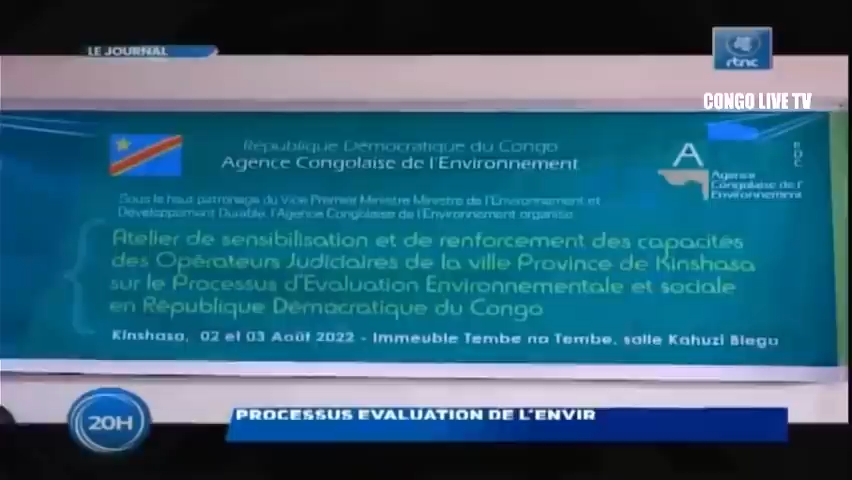 LE JOURNAL
rtnc
CONGO LIVE TV
République Démocratique du Congo
Agence Congolaise de l'Environnement
A
RDC
Agence
Congolaise de l'
Environnement
Sous le haut patronage du Vice Premier Ministre Ministre de l'Environnement et
Développement Durable, l'Agence Congolaise de l'Environnement organise
Atelier de sensibilisation et de renforcement des capacités
des Opérateurs Judiciaires de la ville Province de Kinshasa
sur le Processus d'Evaluation Environnementale et sociale
en République Démocratique du Congo
Kinshasa, 02 et 03 Août 2022 - Immeuble Tembe na Tembe, salle Kahuzi Biega
20H
PROCESSUS EVALUATION DE L'ENVIR